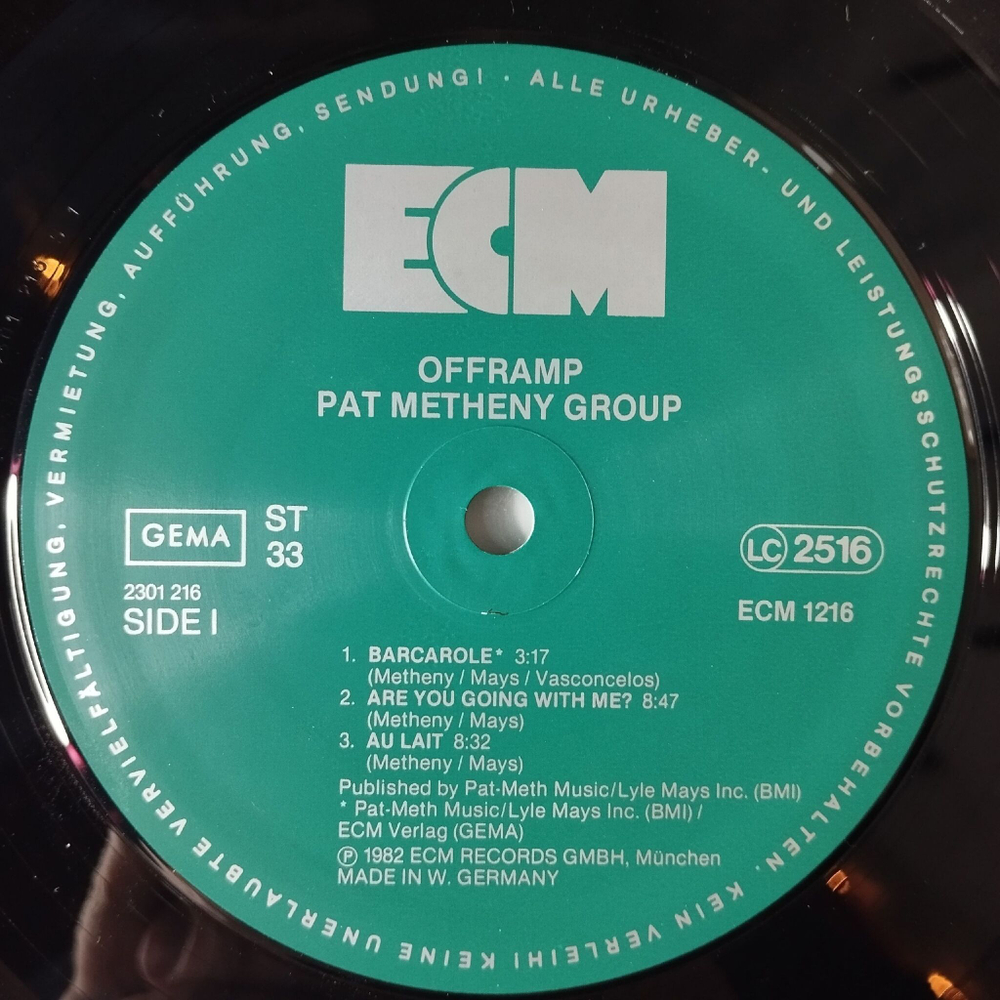 ALLE URHEBER- UND LEISTUNGSSCHUTZRECHTE VORBEHALTEN. KEIN VERLEIH! KEINE UNERLAUBTE VERVIELFÄLTIGUNG, VERMIETUNG, AUFFÜHRUNG, SENDUNG! ·
ECM
OFFRAMP
PAT METHENY GROUP
GEMA
ST
33
LC 2516
2301 216
SIDE I
ECM 1216
1. BARCAROLE* 3:17
(Metheny / Mays / Vasconcelos)
2. ARE YOU GOING WITH ME? 8:47
(Metheny / Mays)
3. AU LAIT 8:32
(Metheny / Mays)
Published by Pat-Meth Music/Lyle Mays Inc. (BMI)
* Pat-Meth Music/Lyle Mays Inc. (BMI) /
ECM Verlag (GEMA)
℗ 1982 ECM RECORDS GMBH, München
MADE IN W. GERMANY